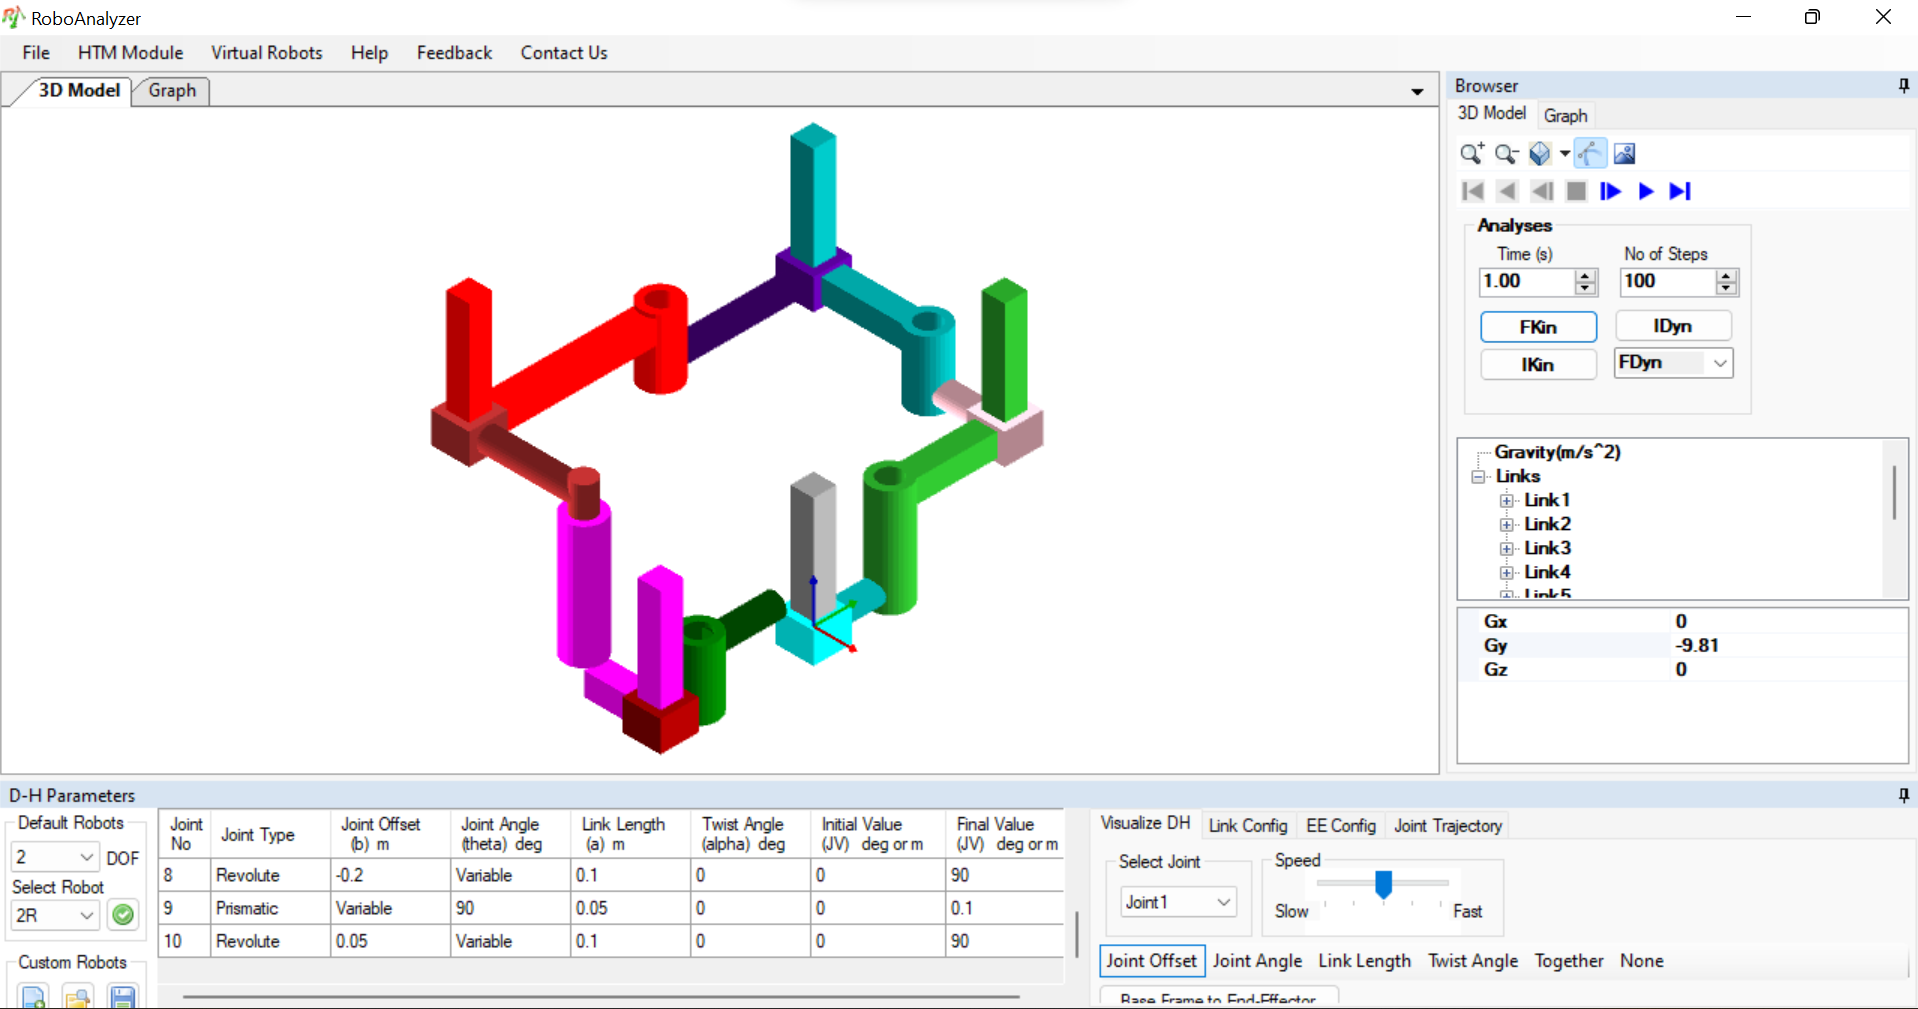 RoboAnalyzer
File HTM Module Virtual Robots Help Feedback Contact Us
3D Model Graph
Browser
3D Model Graph
Analyses
Time (s) No of Steps
1.00 100
FKin IDyn
IKin FDyn
Gravity(m/s^2)
Links
Link1
Link2
Link3
Link4
Link5
Gx 0
Gy -9.81
Gz 0
D-H Parameters
Default Robots
2 DOF
Select Robot
2R
Custom Robots
Joint No Joint Type Joint Offset (b) m Joint Angle (theta) deg Link Length (a) m Twist Angle (alpha) deg Initial Value (JV) deg or m Final Value (JV) deg or m
8 Revolute -0.2 Variable 0.1 0 0 90
9 Prismatic Variable 90 0.05 0 0 0.1
10 Revolute 0.05 Variable 0.1 0 0 90
Visualize DH Link Config EE Config Joint Trajectory
Select Joint
Joint1
Speed
Slow Fast
Joint Offset Joint Angle Link Length Twist Angle Together None
Base Frame to End-Effector